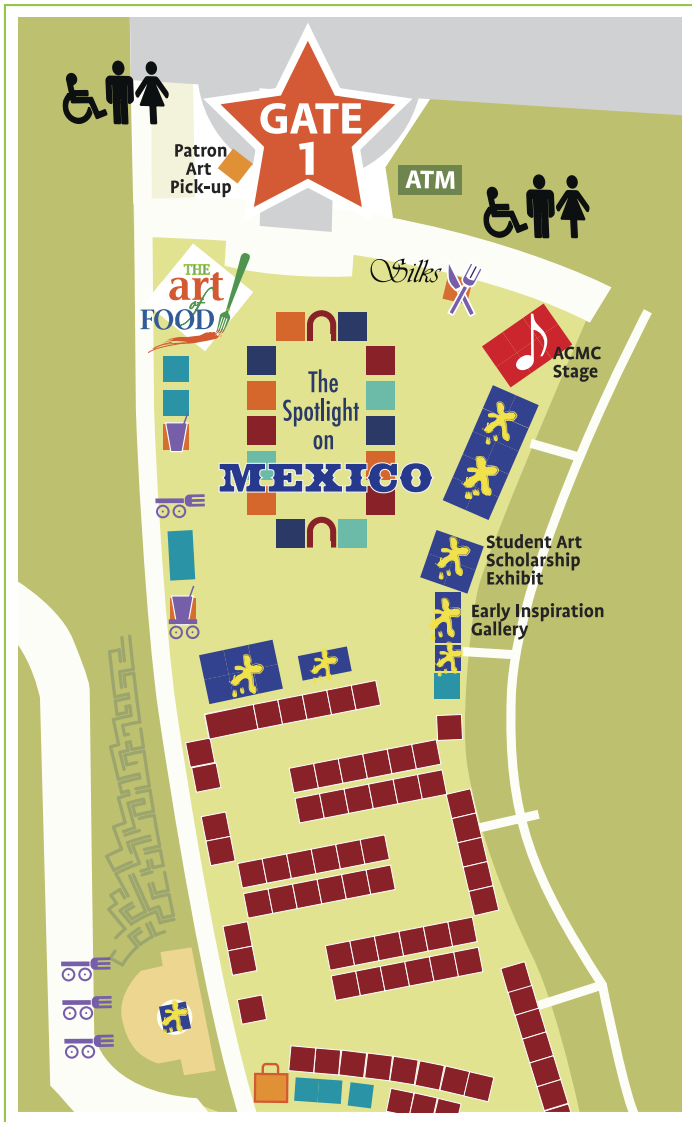 GATE
1
Patron
Art
Pick-up
ATM
Silks
THE
art
of
FOOD
ACMC
Stage
The
Spotlight
on
MEXICO
Student Art
Scholarship
Exhibit
Early Inspiration
Gallery